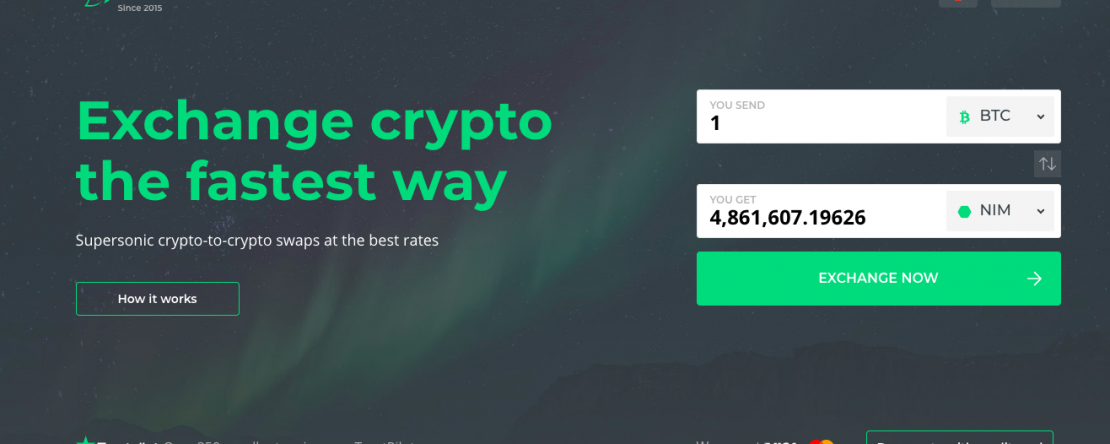 Since 2015
Exchange crypto
the fastest way
Supersonic crypto-to-crypto swaps at the best rates
How it works
YOU SEND
1
BTC
YOU GET
4,861,607.19626
NIM
EXCHANGE NOW